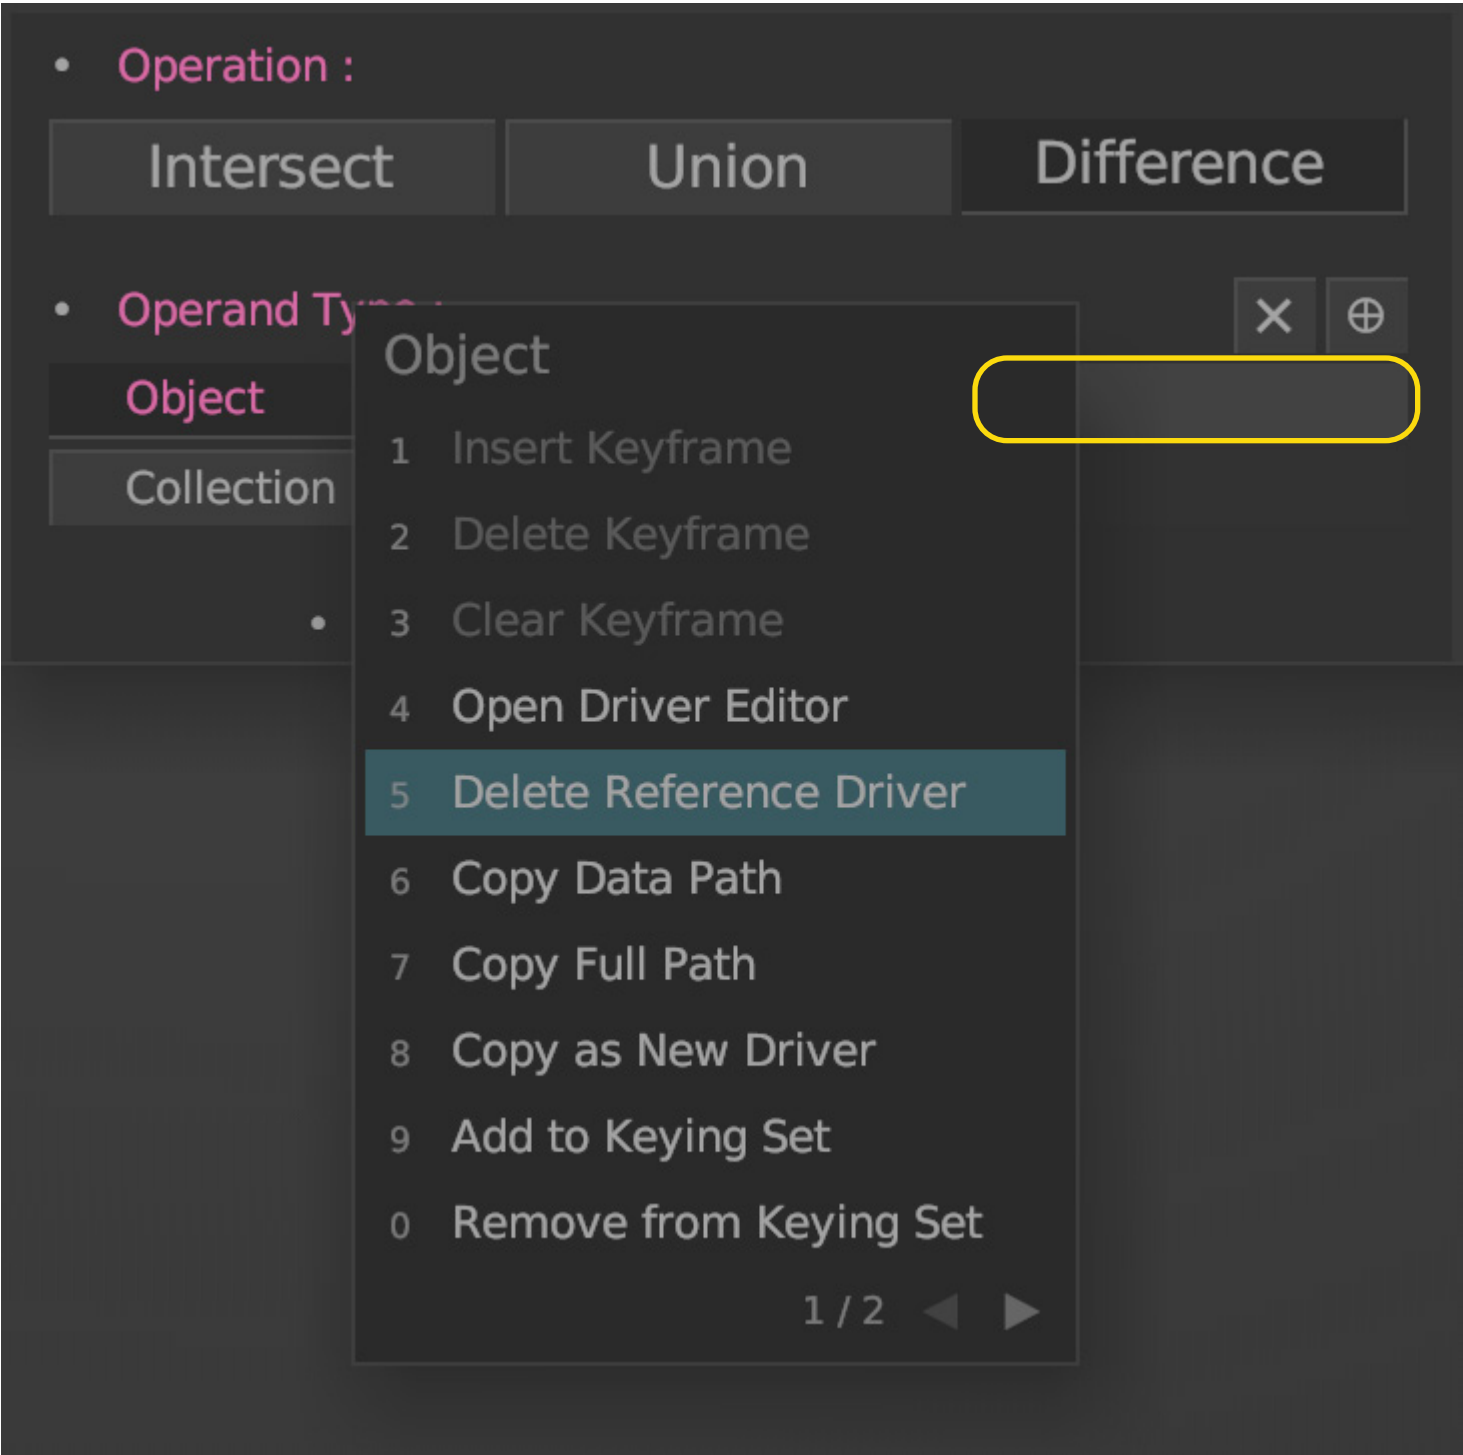 • Operation :
Intersect Union Difference
• Operand Type :
Object
Collection
Object
1 Insert Keyframe
2 Delete Keyframe
3 Clear Keyframe
4 Open Driver Editor
5 Delete Reference Driver
6 Copy Data Path
7 Copy Full Path
8 Copy as New Driver
9 Add to Keying Set
0 Remove from Keying Set
1 / 2